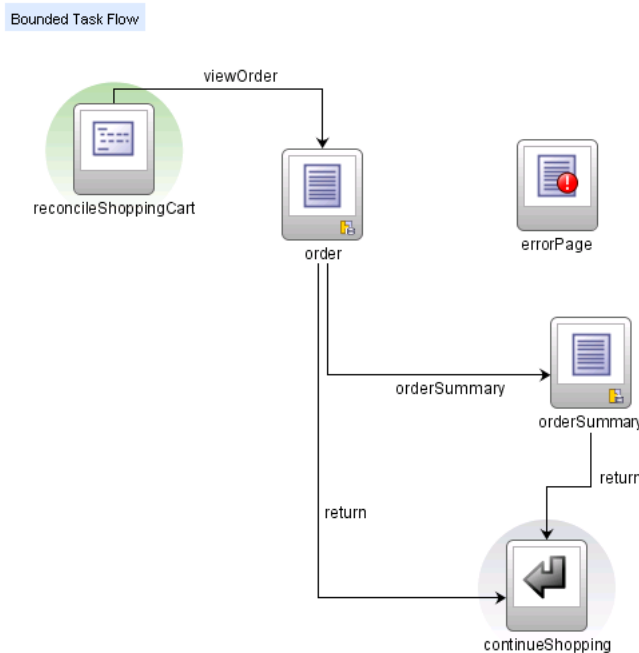 Bounded Task Flow
viewOrder
reconcileShoppingCart
order
errorPage
orderSummary
orderSummary
return
return
continueShopping